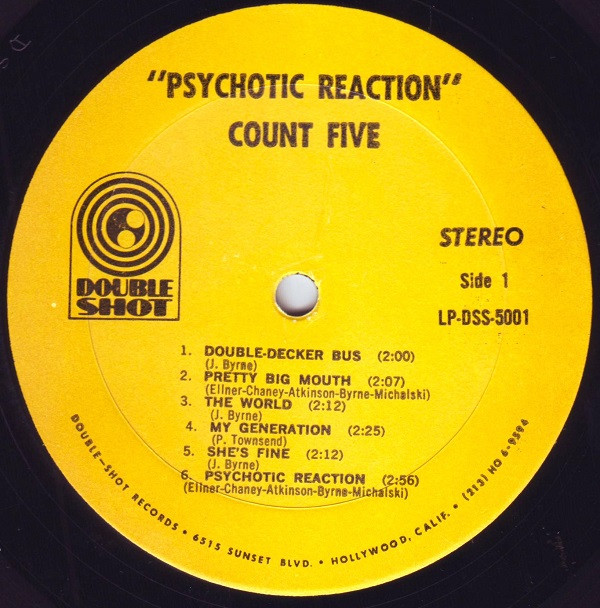 "PSYCHOTIC REACTION"
COUNT FIVE
DOUBLE
SHOT
STEREO
Side 1
LP-DSS-5001
1. DOUBLE-DECKER BUS (2:00)
(J. Byrne)
2. PRETTY BIG MOUTH (2:07)
(Ellner-Chaney-Atkinson-Byrne-Michalski)
3. THE WORLD (2:12)
(J. Byrne)
4. MY GENERATION (2:25)
(P. Townsend)
5. SHE'S FINE (2:12)
(J. Byrne)
6. PSYCHOTIC REACTION (2:56)
(Ellner-Chaney-Atkinson-Byrne-Michalski)
DOUBLE—SHOT RECORDS • 6515 SUNSET BLVD. • HOLLYWOOD, CALIF. • (213) HO 6-9594